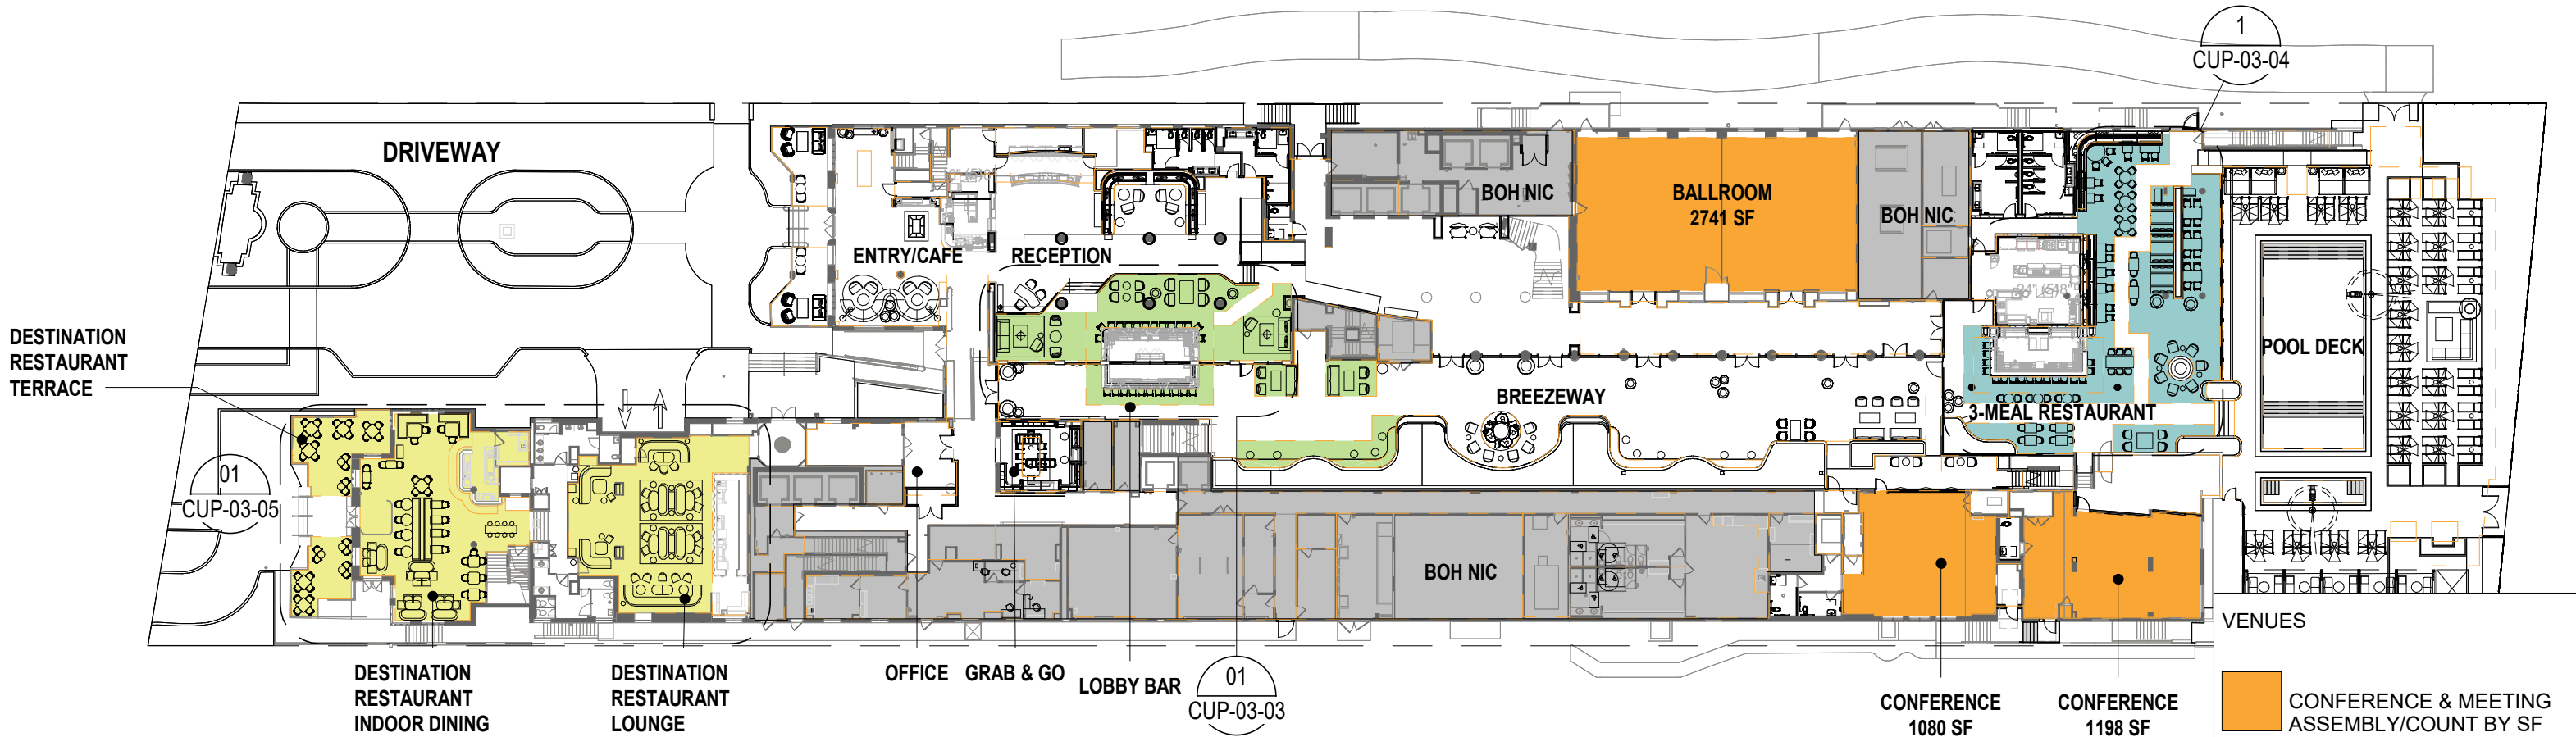 1
CUP-03-04
DRIVEWAY
BOH NIC
BALLROOM
2741 SF
BOH NIC
ENTRY/CAFE
RECEPTION
DESTINATION
RESTAURANT
TERRACE
POOL DECK
BREEZEWAY
3-MEAL RESTAURANT
01
CUP-03-05
BOH NIC
VENUES
DESTINATION
RESTAURANT
INDOOR DINING
DESTINATION
RESTAURANT
LOUNGE
OFFICE
GRAB & GO
LOBBY BAR
01
CUP-03-03
CONFERENCE
1080 SF
CONFERENCE
1198 SF
CONFERENCE & MEETING
ASSEMBLY/COUNT BY SF